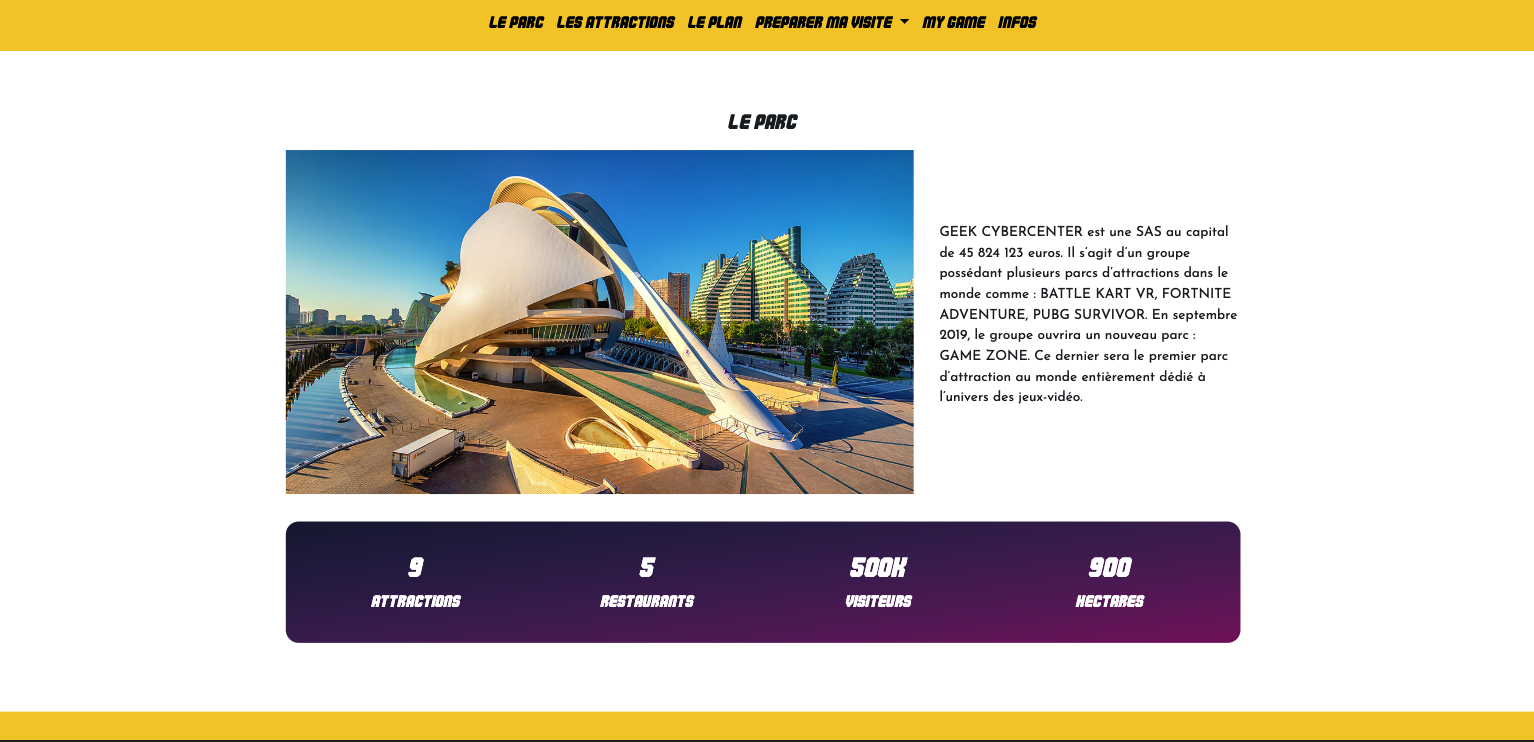 LE PARC LES ATTRACTIONS LE PLAN PREPARER MA VISITE MY GAME INFOS
LE PARC
GEEK CYBERCENTER est une SAS au capital
de 45 824 123 euros. Il s'agit d'un groupe
possédant plusieurs parcs d'attractions dans le
monde comme : BATTLE KART VR, FORTNITE
ADVENTURE, PUBG SURVIVOR. En septembre
2019, le groupe ouvrira un nouveau parc :
GAME ZONE. Ce dernier sera le premier parc
d'attraction au monde entièrement dédié à
l'univers des jeux-vidéo.
9 5 500K 900
ATTRACTIONS RESTAURANTS VISITEURS HECTARES